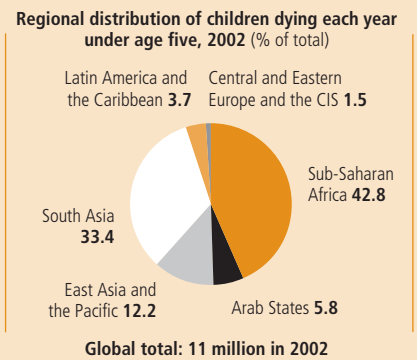 Regional distribution of children dying each year
under age five, 2002 (% of total)
Latin America and
the Caribbean 3.7
Central and Eastern
Europe and the CIS 1.5
Sub-Saharan
Africa 42.8
South Asia
33.4
East Asia and
the Pacific 12.2
Arab States 5.8
Global total: 11 million in 2002